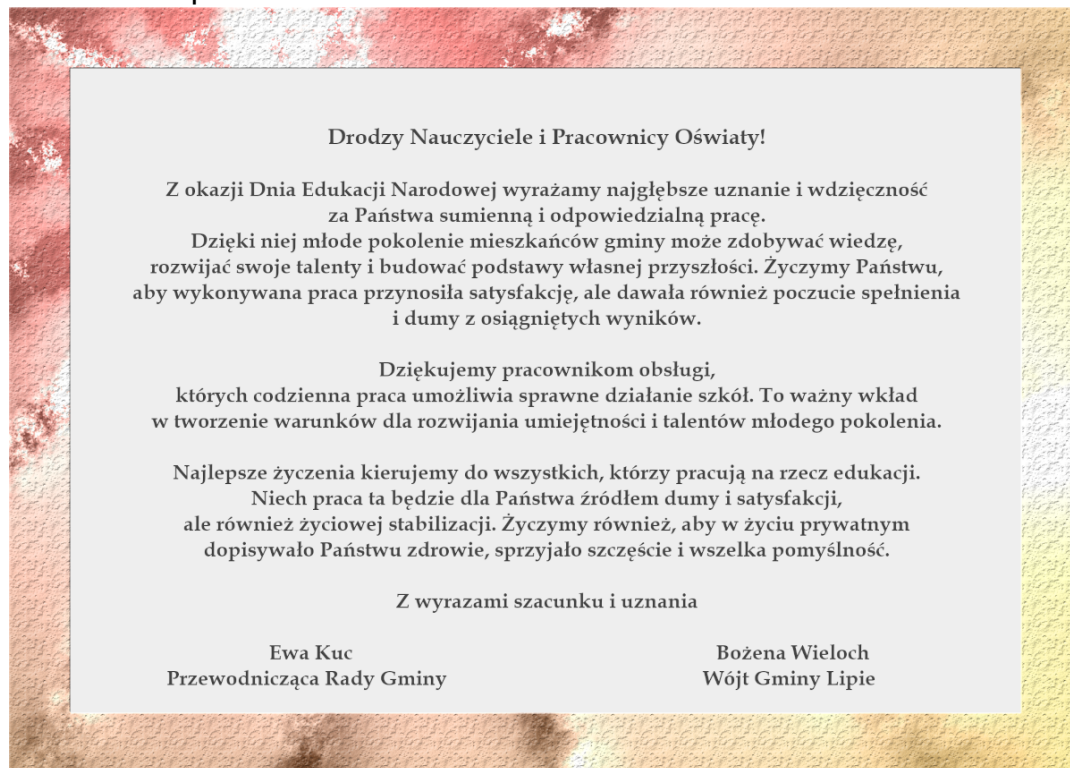 Drodzy Nauczyciele i Pracownicy Oświaty!
Z okazji Dnia Edukacji Narodowej wyrażamy najgłębsze uznanie i wdzięczność
za Państwa sumienną i odpowiedzialną pracę.
Dzięki niej młode pokolenie mieszkańców gminy może zdobywać wiedzę,
rozwijać swoje talenty i budować podstawy własnej przyszłości. Życzymy Państwu,
aby wykonywana praca przynosiła satysfakcję, ale dawała również poczucie spełnienia
i dumy z osiągniętych wyników.
Dziękujemy pracownikom obsługi,
których codzienna praca umożliwia sprawne działanie szkół. To ważny wkład
w tworzenie warunków dla rozwijania umiejętności i talentów młodego pokolenia.
Najlepsze życzenia kierujemy do wszystkich, którzy pracują na rzecz edukacji.
Niech praca ta będzie dla Państwa źródłem dumy i satysfakcji,
ale również życiowej stabilizacji. Życzymy również, aby w życiu prywatnym
dopisywało Państwu zdrowie, sprzyjało szczęście i wszelka pomyślność.
Z wyrazami szacunku i uznania
Ewa Kuc
Przewodnicząca Rady Gminy
Bożena Wieloch
Wójt Gminy Lipie